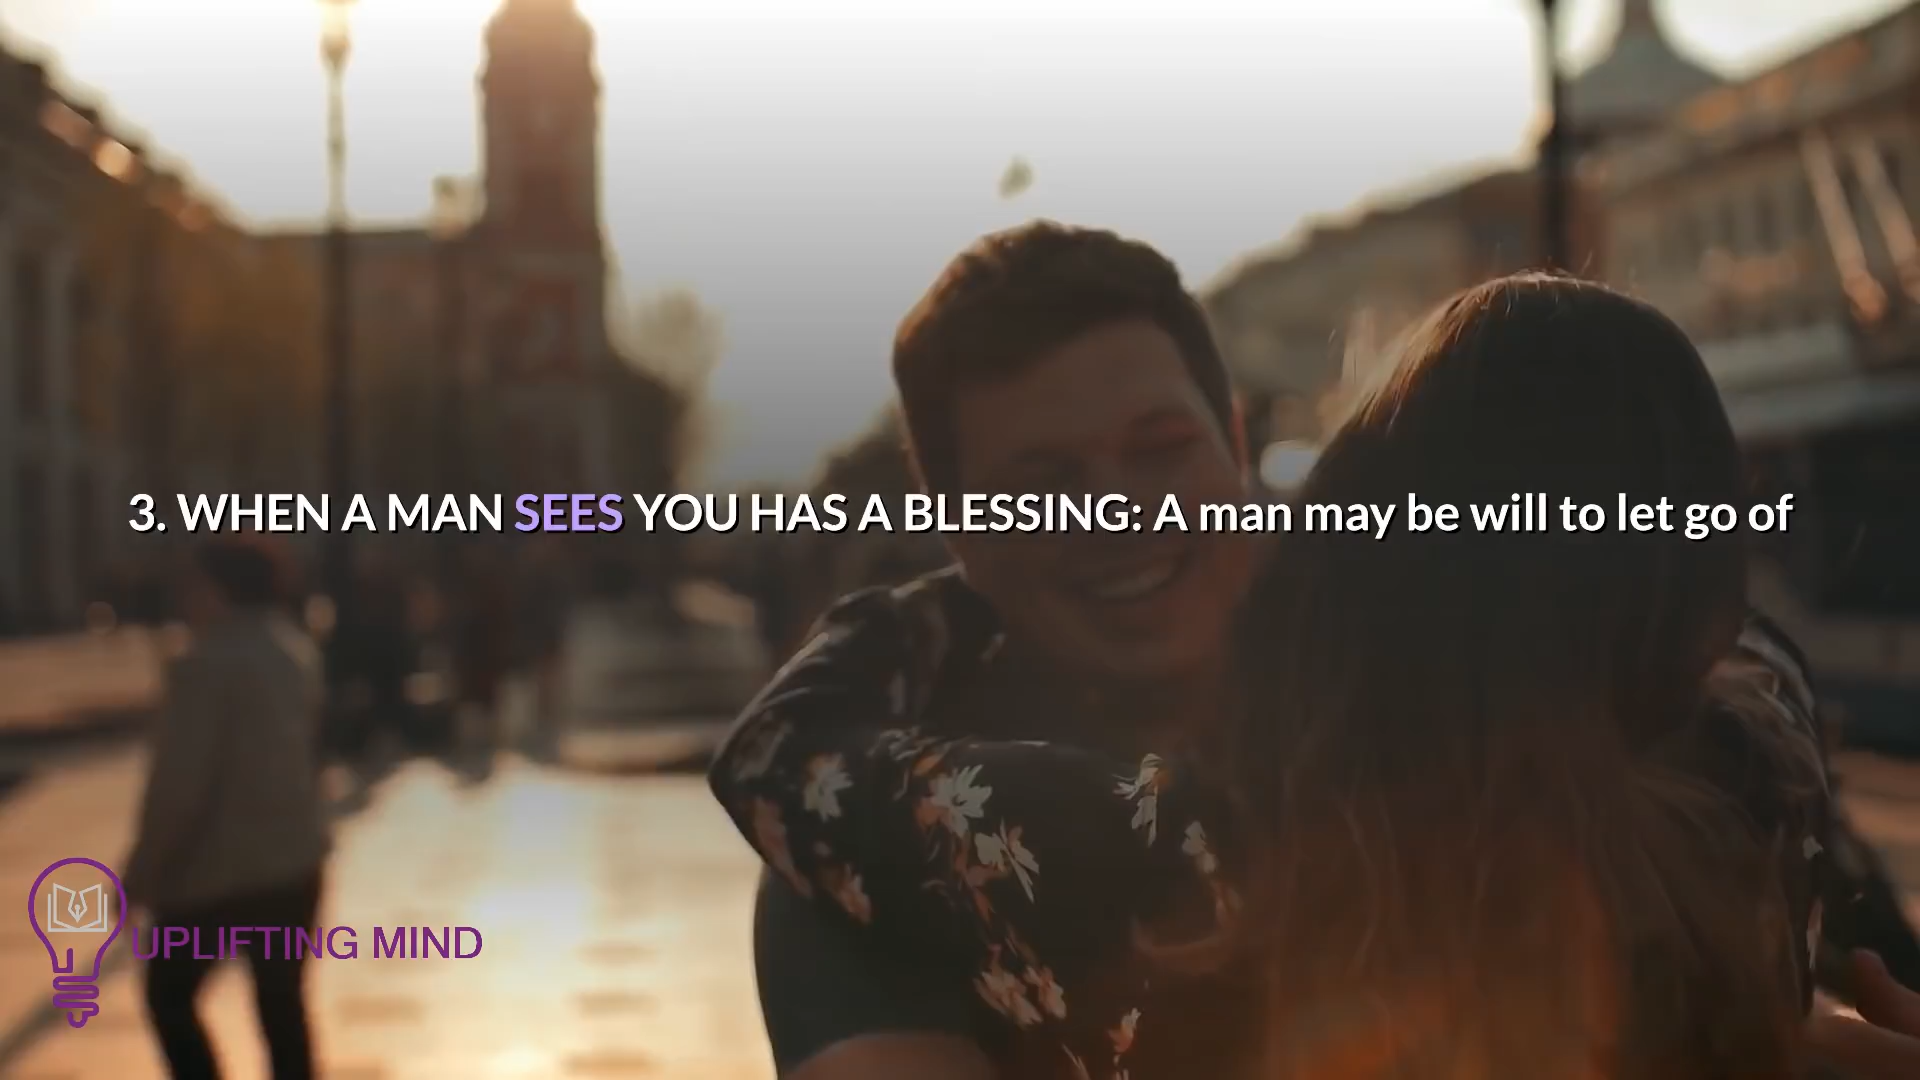 3. WHEN A MAN SEES YOU HAS A BLESSING: A man may be will to let go of
UPLIFTING MIND